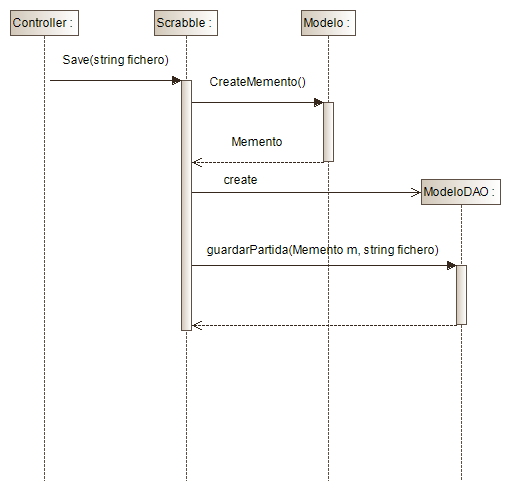 Controller :
Scrabble :
Modelo :
Save(string fichero)
CreateMemento()
Memento
create
ModeloDAO :
guardarPartida(Memento m, string fichero)